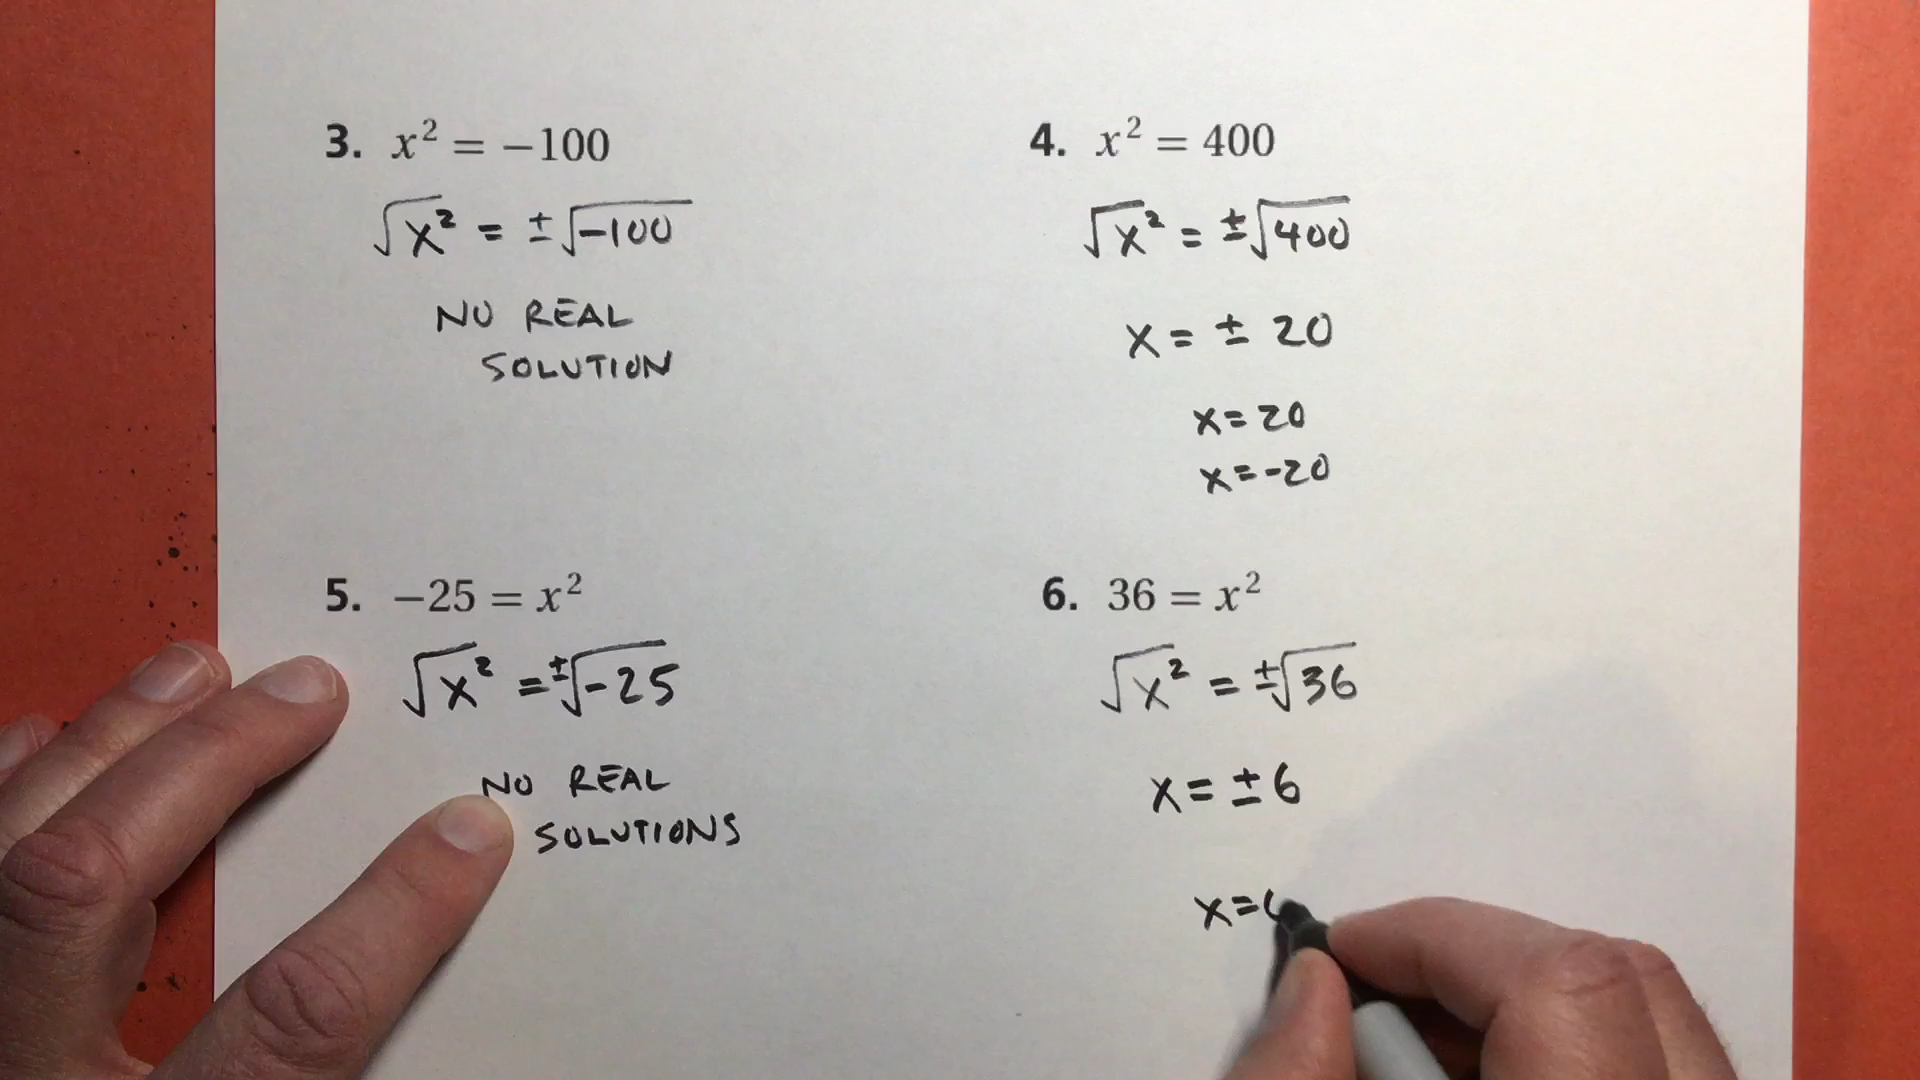 3. x² = −100
√x² = ±√-100
NO REAL
SOLUTION
4. x² = 400
√x² = ±√400
x = ± 20
x=20
x=-20
5. −25 = x²
√x² = ±√-25
NO REAL
SOLUTIONS
6. 36 = x²
√x² = ±√36
x = ±6
x=